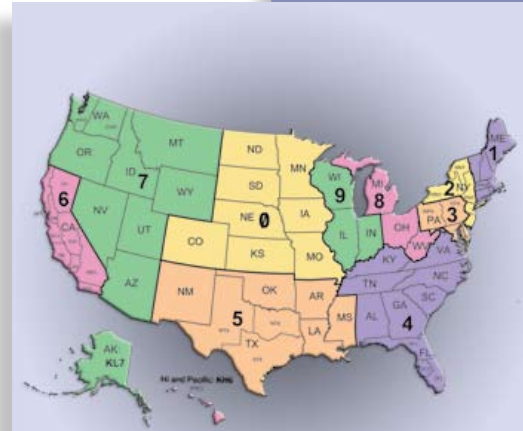 WA
MT
ND
MN
ME
1
OR
ID
7
SD
WI
9
MI
8
2
NY
6
WY
NE 0
IA
3
PA
NV
UT
CO
IL
IN
OH
WV
VA
CA
KS
MO
KY
NC
AZ
NM
OK
AR
TN
SC
5
MS
AL
GA
4
TX
LA
FL
AK:
KL7
HI and Pacific: KH6